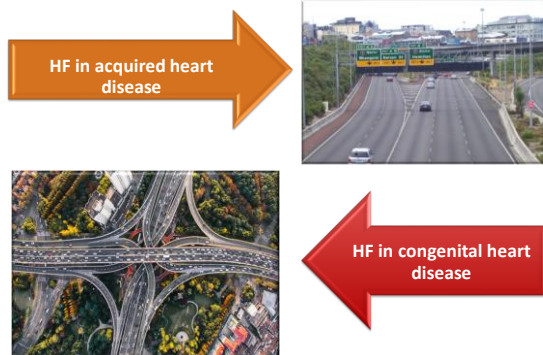 HF in acquired heart
disease
HF in congenital heart
disease